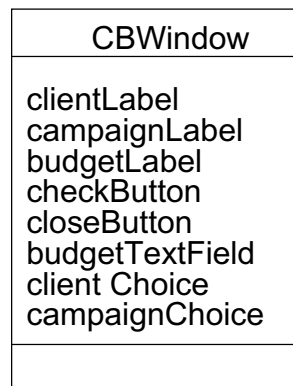 CBWindow
clientLabel
campaignLabel
budgetLabel
checkButton
closeButton
budgetTextField
client Choice
campaignChoice